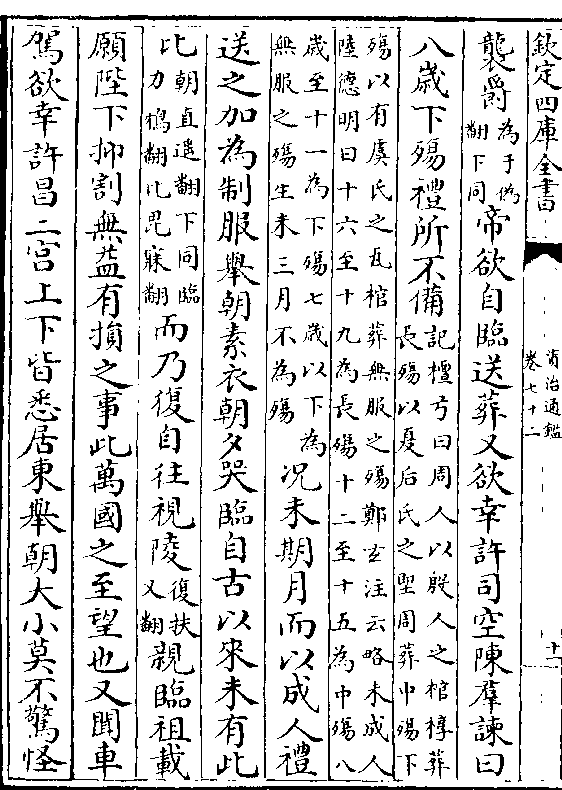 欽定四庫全書
資治通鑑
卷七十二
十一
襲爵為于偽翻下同帝欲自臨送葬又欲幸許司空陳羣諫曰
八歳下殤禮所不備記檀弓曰周人以殷人之棺椁葬長殤以夏后氏之堲周葬中殤下
殤以有虞氏之瓦棺葬無服之殤鄭玄注云略未成人陸德明曰十六至十九為長殤十二至十五為中殤八
歳至十一為下殤七歳以下為無服之殤生未三月不為殤况未期月而以成人禮
送之加為制服舉朝素衣朝夕哭臨自古以來未有此
比朝直遥翻下同臨力鴆翻比毘寐翻而乃復自往視陵復扶又翻親臨祖載
願陛下抑割無益有損之事此萬國之至望也又聞車
駕欲幸許昌二宫上下皆悉居東舉朝大小莫不驚怪